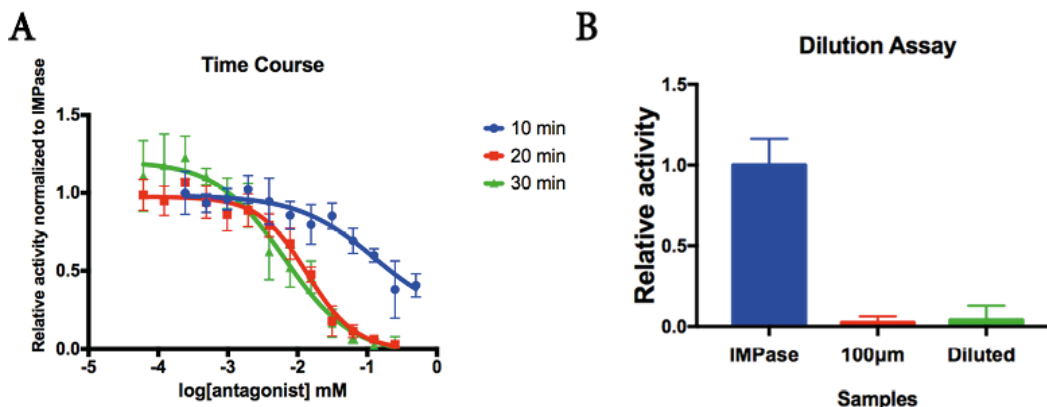 A
Time Course
Relative activity normalized to IMPase
1.5
1.0
0.5
0.0
-5
-4
-3
-2
-1
0
log[antagonist] mM
10 min
20 min
30 min
B
Dilution Assay
Relative activity
1.5
1.0
0.5
0.0
IMPase
100µm
Diluted
Samples